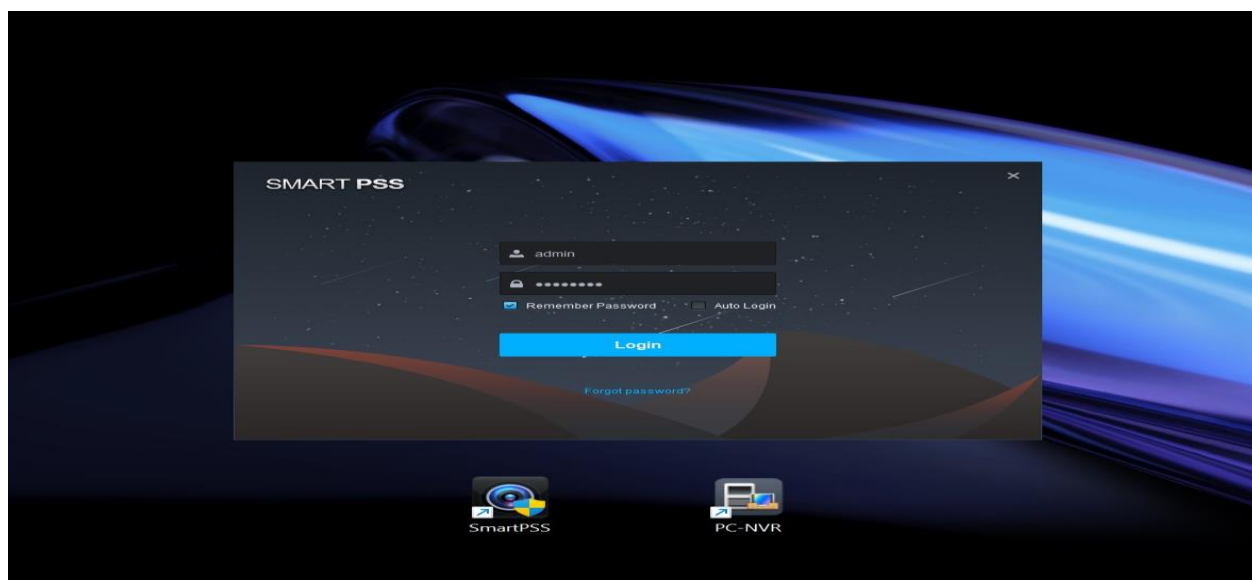 SMART PSS
admin
••••••••
Remember Password Auto Login
Login
Forgot password?
SmartPSS PC-NVR